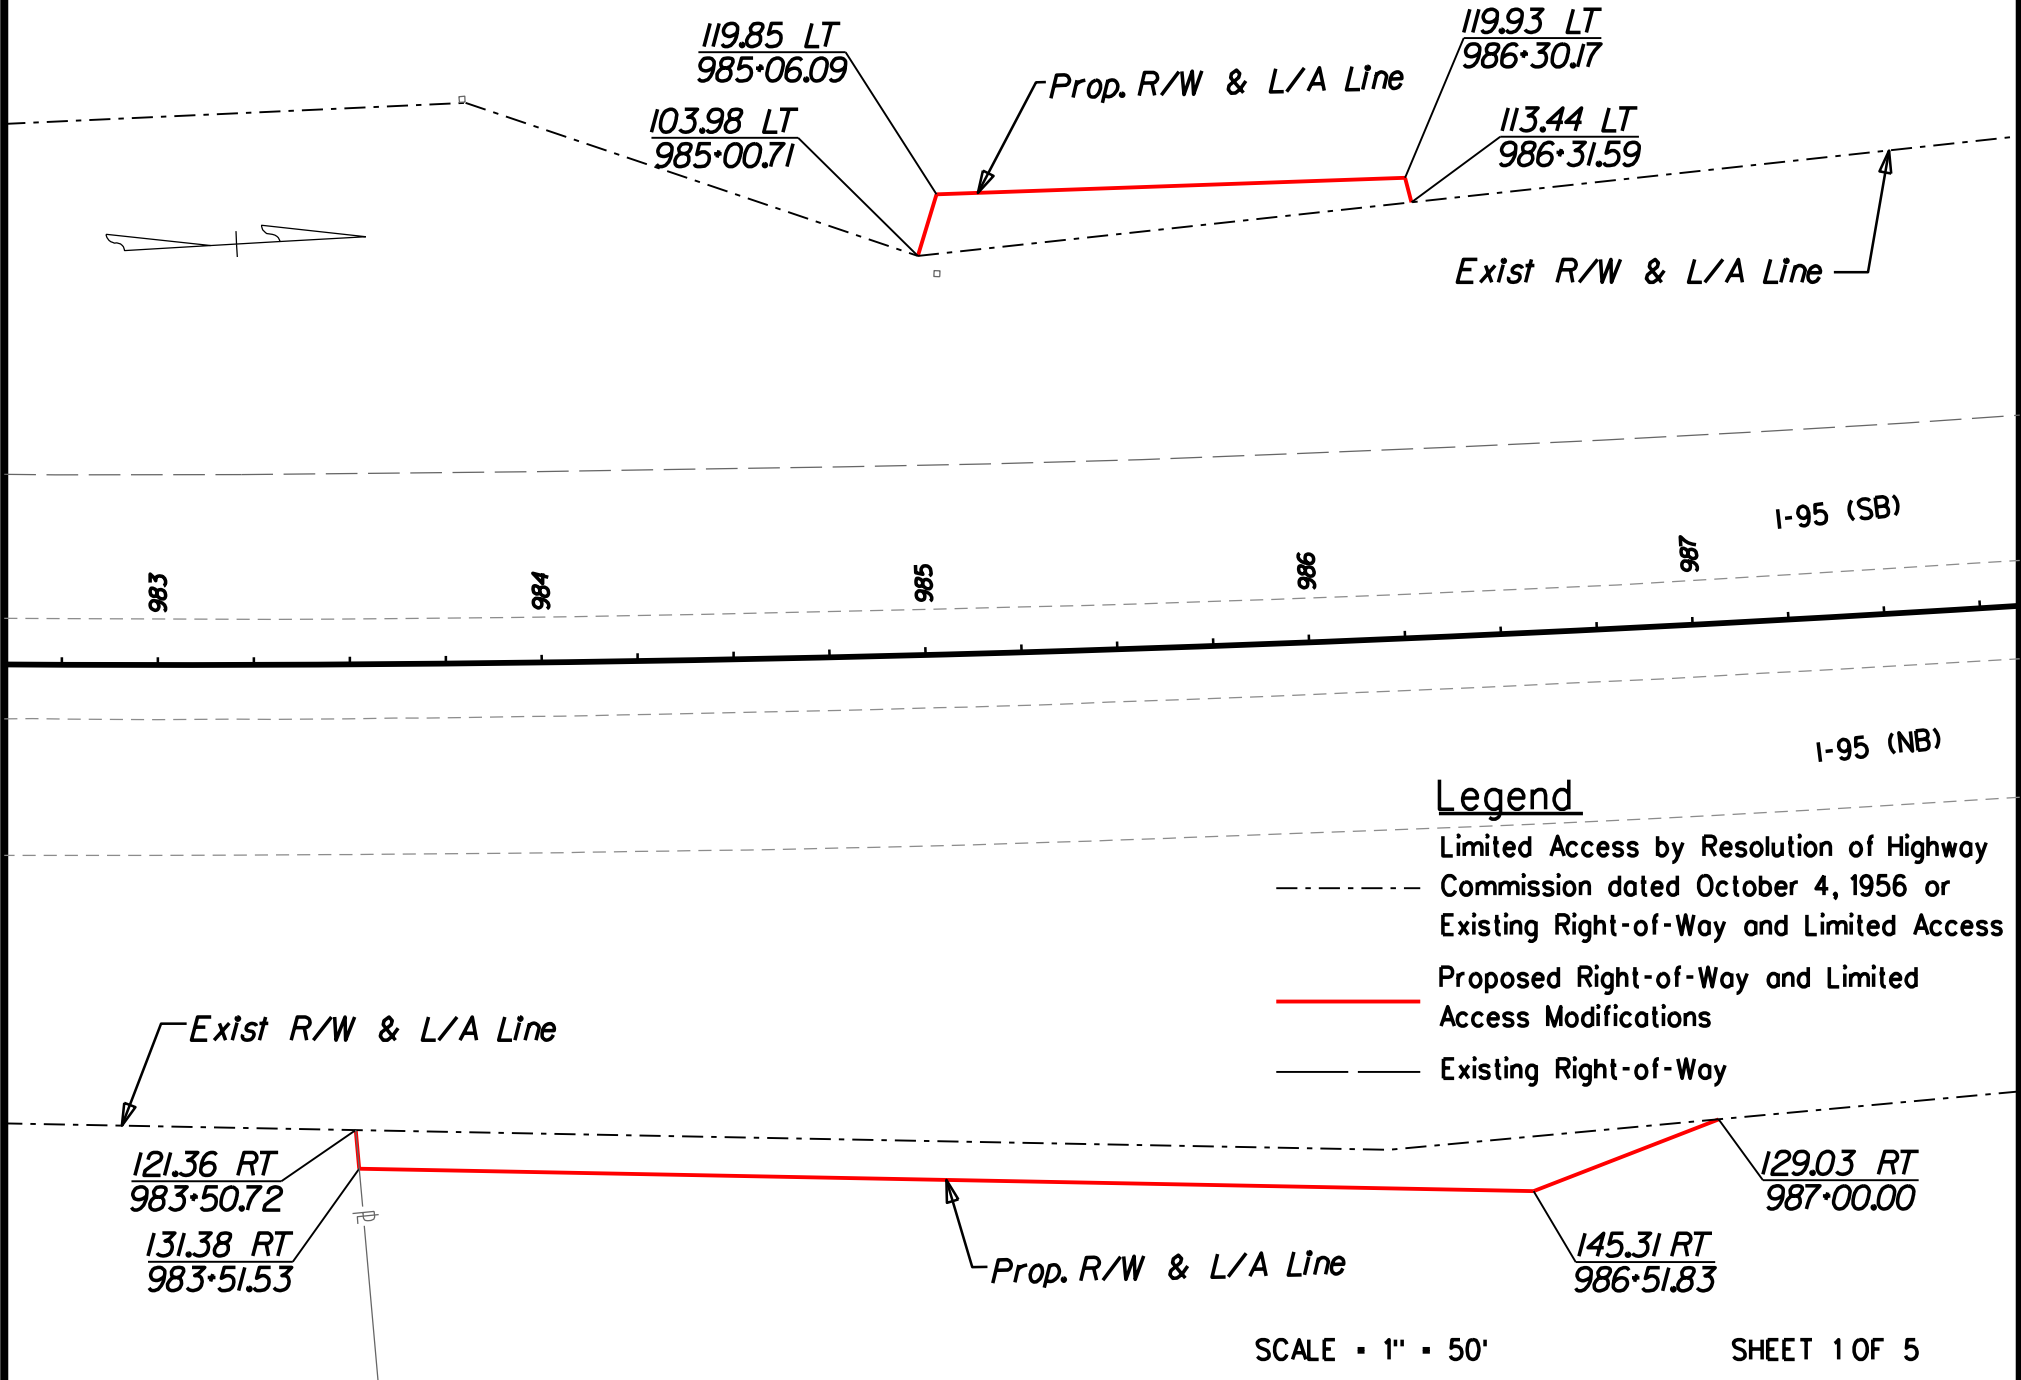 119.85 LT
985+06.09
119.93 LT
986+30.17
Prop. R/W & L/A Line
103.98 LT
985+00.71
113.44 LT
986+31.59
Exist R/W & L/A Line
I-95 (SB)
983
984
985
986
987
I-95 (NB)
Legend
Limited Access by Resolution of Highway
Commission dated October 4, 1956 or
Existing Right-of-Way and Limited Access
Proposed Right-of-Way and Limited
Access Modifications
Existing Right-of-Way
Exist R/W & L/A Line
121.36 RT
983+50.72
131.38 RT
983+51.53
PL
Prop. R/W & L/A Line
129.03 RT
987+00.00
145.31 RT
986+51.83
SCALE = 1" = 50'
SHEET 1 OF 5